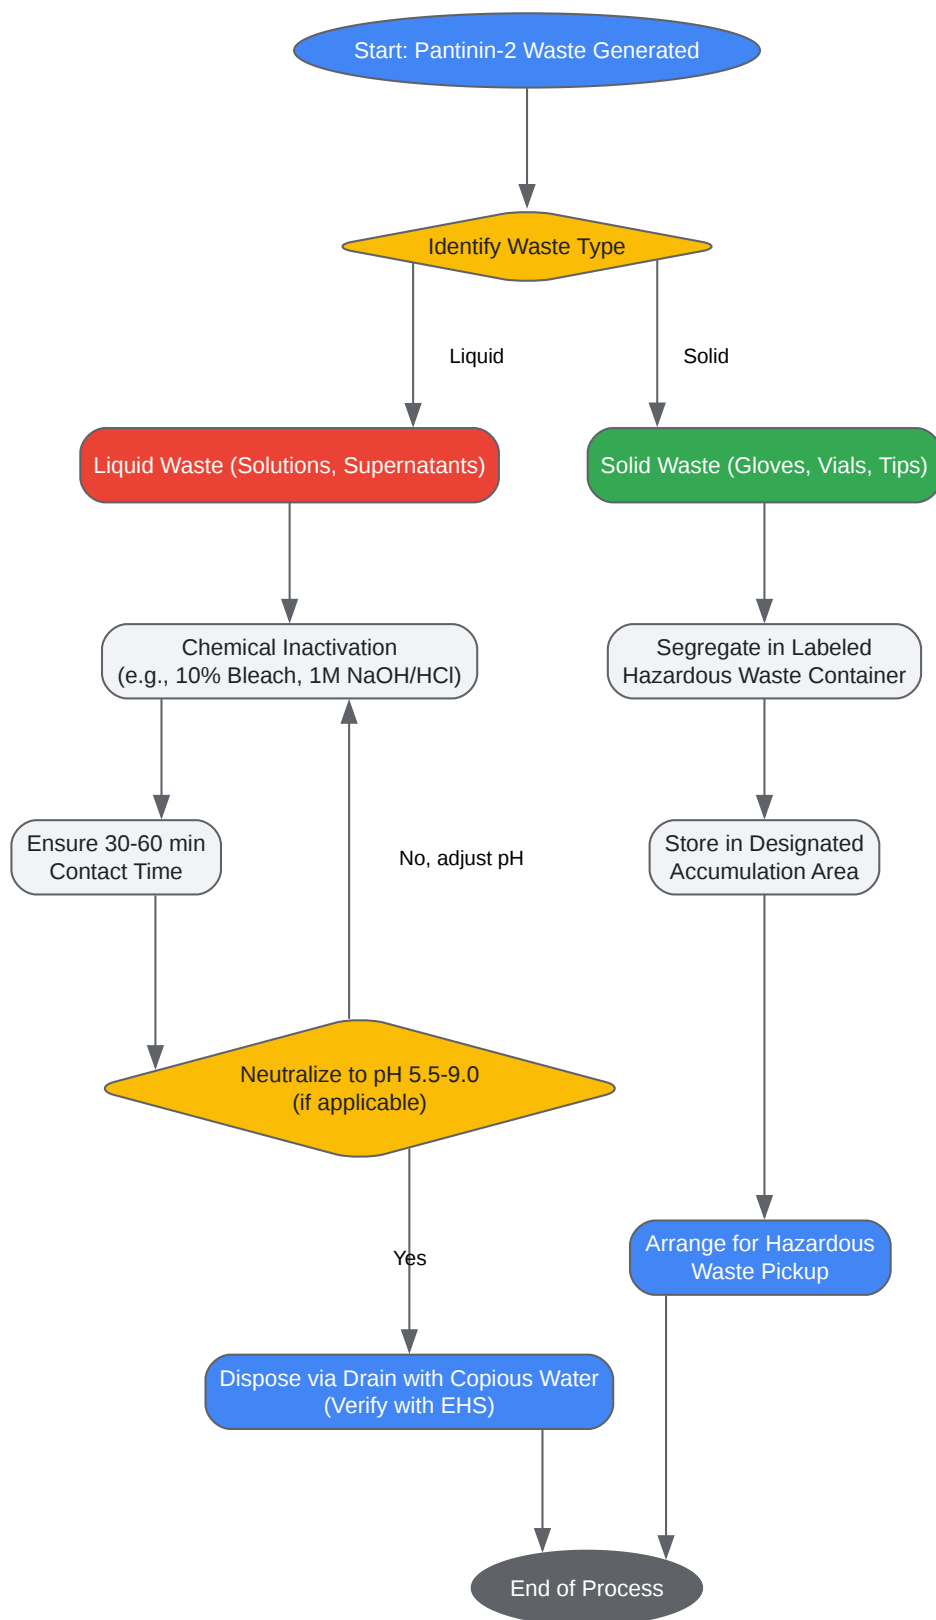 Start: Pantinin-2 Waste Generated
Identify Waste Type
Liquid
Solid
Liquid Waste (Solutions, Supernatants)
Solid Waste (Gloves, Vials, Tips)
Chemical Inactivation
(e.g., 10% Bleach, 1M NaOH/HCl)
Segregate in Labeled
Hazardous Waste Container
Ensure 30-60 min
Contact Time
No, adjust pH
Store in Designated
Accumulation Area
Neutralize to pH 5.5-9.0
(if applicable)
Yes
Arrange for Hazardous
Waste Pickup
Dispose via Drain with Copious Water
(Verify with EHS)
End of Process